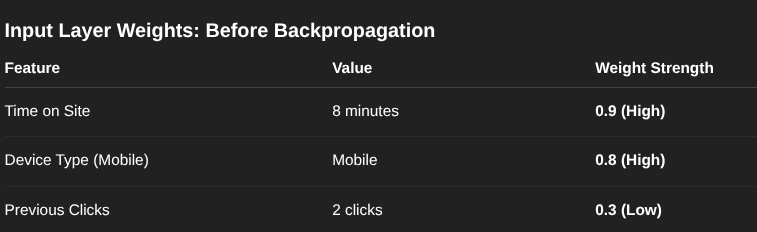 Input Layer Weights: Before Backpropagation
Feature Value Weight Strength
Time on Site 8 minutes 0.9 (High)
Device Type (Mobile) Mobile 0.8 (High)
Previous Clicks 2 clicks 0.3 (Low)